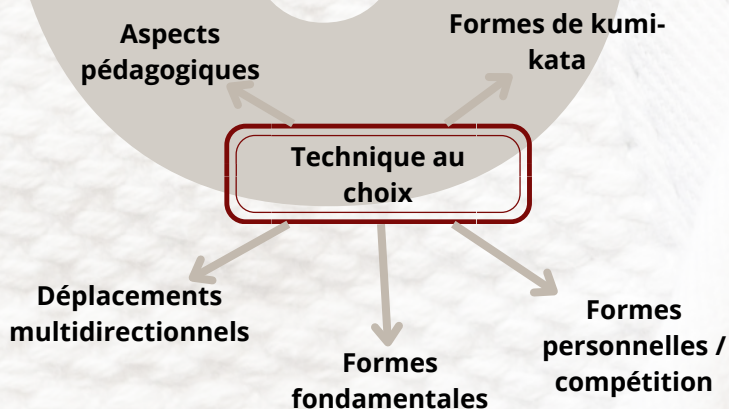 Aspects
pédagogiques
Formes de kumi-
kata
Technique au
choix
Déplacements
multidirectionnels
Formes
fondamentales
Formes
personnelles /
compétition